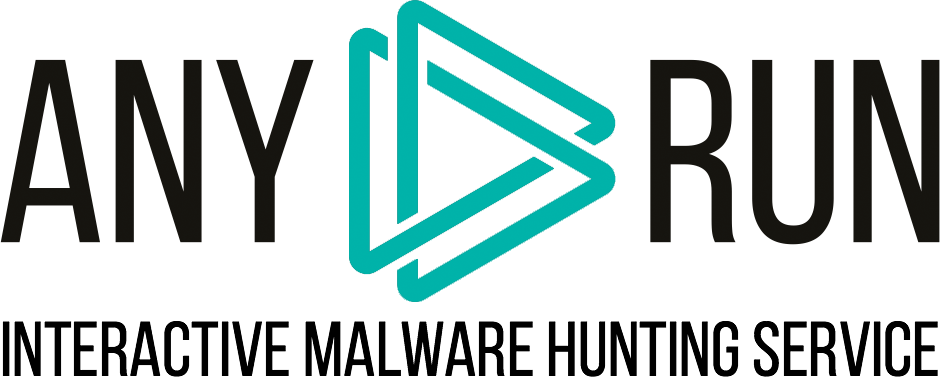 ANY RUN
INTERACTIVE MALWARE HUNTING SERVICE